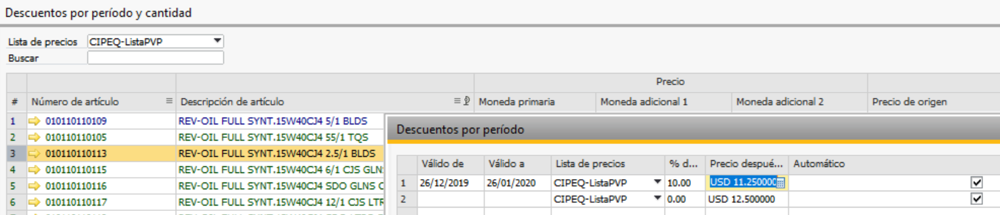 Descuentos por período y cantidad
Lista de precios CIPEQ-ListaPVP
Buscar
Precio
# Número de artículo Descripción de artículo Moneda primaria Moneda adicional 1 Moneda adicional 2 Precio de origen
1 010110110109 REV-OIL FULL SYNT.15W40CJ4 5/1 BLDS
2 010110110105 REV-OIL FULL SYNT.15W40CJ4 55/1 TQS
3 010110110113 REV-OIL FULL SYNT.15W40CJ4 2.5/1 BLDS
4 010110110115 REV-OIL FULL SYNT.15W40CJ4 6/1 CJS GLN
5 010110110116 REV-OIL FULL SYNT.15W40CJ4 SDO GLNS C
6 010110110117 REV-OIL FULL SYNT.15W40CJ4 12/1 CJS LTR
Descuentos por período
Válido de Válido a Lista de precios % d... Precio despué... Automático
1 26/12/2019 26/01/2020 CIPEQ-ListaPVP 10.00 USD 11.250000
2 CIPEQ-ListaPVP 0.00 USD 12.500000